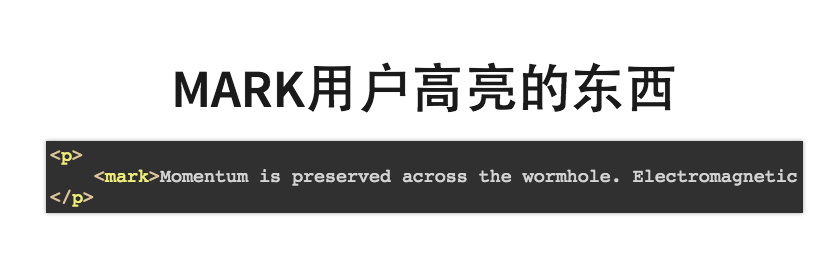 MARK用户高亮的东西
<p>
<mark>Momentum is preserved across the wormhole. Electromagnetic
</p>